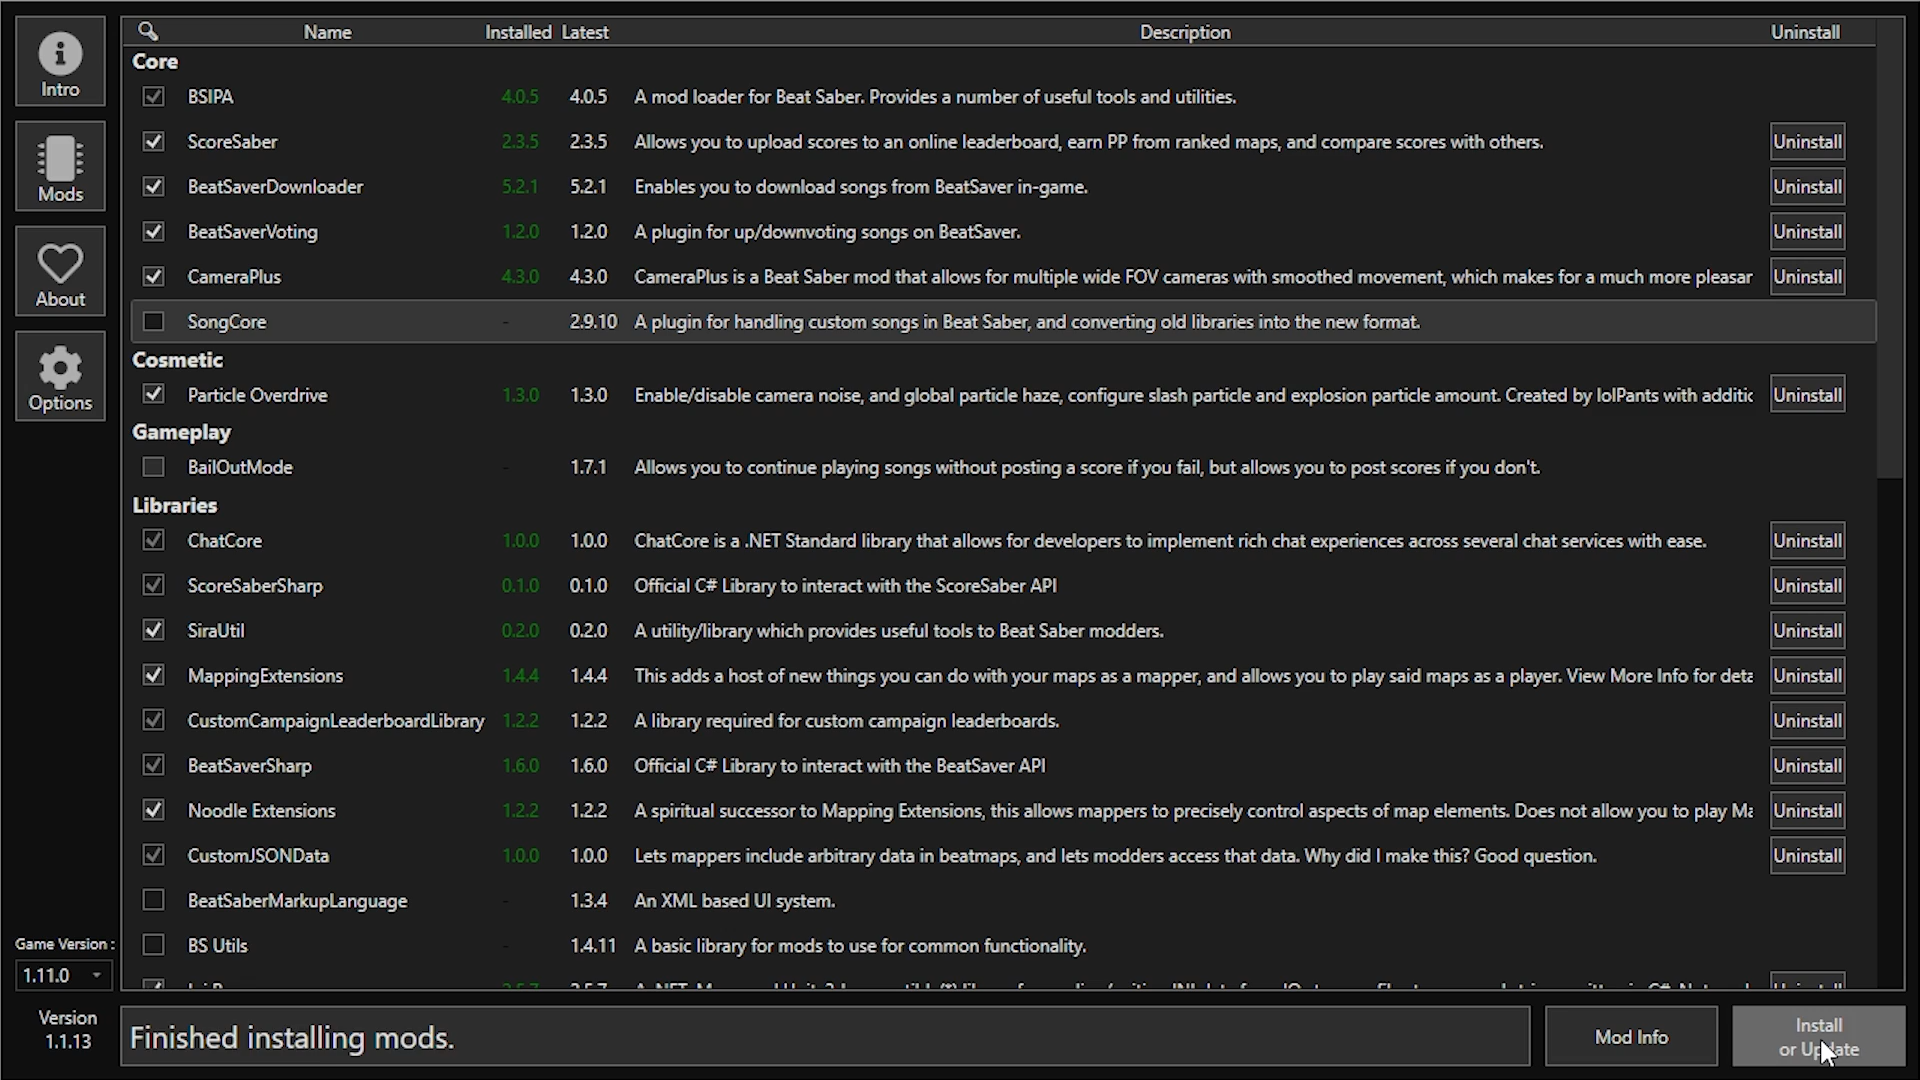 Intro
Mods
About
Options
Game Version :
1.11.0
Version
1.1.13
Name Installed Latest Description Uninstall
Core
BSIPA 4.0.5 4.0.5 A mod loader for Beat Saber. Provides a number of useful tools and utilities.
ScoreSaber 2.3.5 2.3.5 Allows you to upload scores to an online leaderboard, earn PP from ranked maps, and compare scores with others. Uninstall
BeatSaverDownloader 5.2.1 5.2.1 Enables you to download songs from BeatSaver in-game. Uninstall
BeatSaverVoting 1.2.0 1.2.0 A plugin for up/downvoting songs on BeatSaver. Uninstall
CameraPlus 4.3.0 4.3.0 CameraPlus is a Beat Saber mod that allows for multiple wide FOV cameras with smoothed movement, which makes for a much more pleasar Uninstall
SongCore - 2.9.10 A plugin for handling custom songs in Beat Saber, and converting old libraries into the new format.
Cosmetic
Particle Overdrive 1.3.0 1.3.0 Enable/disable camera noise, and global particle haze, configure slash particle and explosion particle amount. Created by lolPants with additic Uninstall
Gameplay
BailOutMode - 1.7.1 Allows you to continue playing songs without posting a score if you fail, but allows you to post scores if you don't.
Libraries
ChatCore 1.0.0 1.0.0 ChatCore is a .NET Standard library that allows for developers to implement rich chat experiences across several chat services with ease. Uninstall
ScoreSaberSharp 0.1.0 0.1.0 Official C# Library to interact with the ScoreSaber API Uninstall
SiraUtil 0.2.0 0.2.0 A utility/library which provides useful tools to Beat Saber modders. Uninstall
MappingExtensions 1.4.4 1.4.4 This adds a host of new things you can do with your maps as a mapper, and allows you to play said maps as a player. View More Info for deta Uninstall
CustomCampaignLeaderboardLibrary 1.2.2 1.2.2 A library required for custom campaign leaderboards. Uninstall
BeatSaverSharp 1.6.0 1.6.0 Official C# Library to interact with the BeatSaver API Uninstall
Noodle Extensions 1.2.2 1.2.2 A spiritual successor to Mapping Extensions, this allows mappers to precisely control aspects of map elements. Does not allow you to play Ma Uninstall
CustomJSONData 1.0.0 1.0.0 Lets mappers include arbitrary data in beatmaps, and lets modders access that data. Why did I make this? Good question. Uninstall
BeatSaberMarkupLanguage - 1.3.4 An XML based UI system.
BS Utils - 1.4.11 A basic library for mods to use for common functionality.
Finished installing mods.
Mod Info
Install
or Update